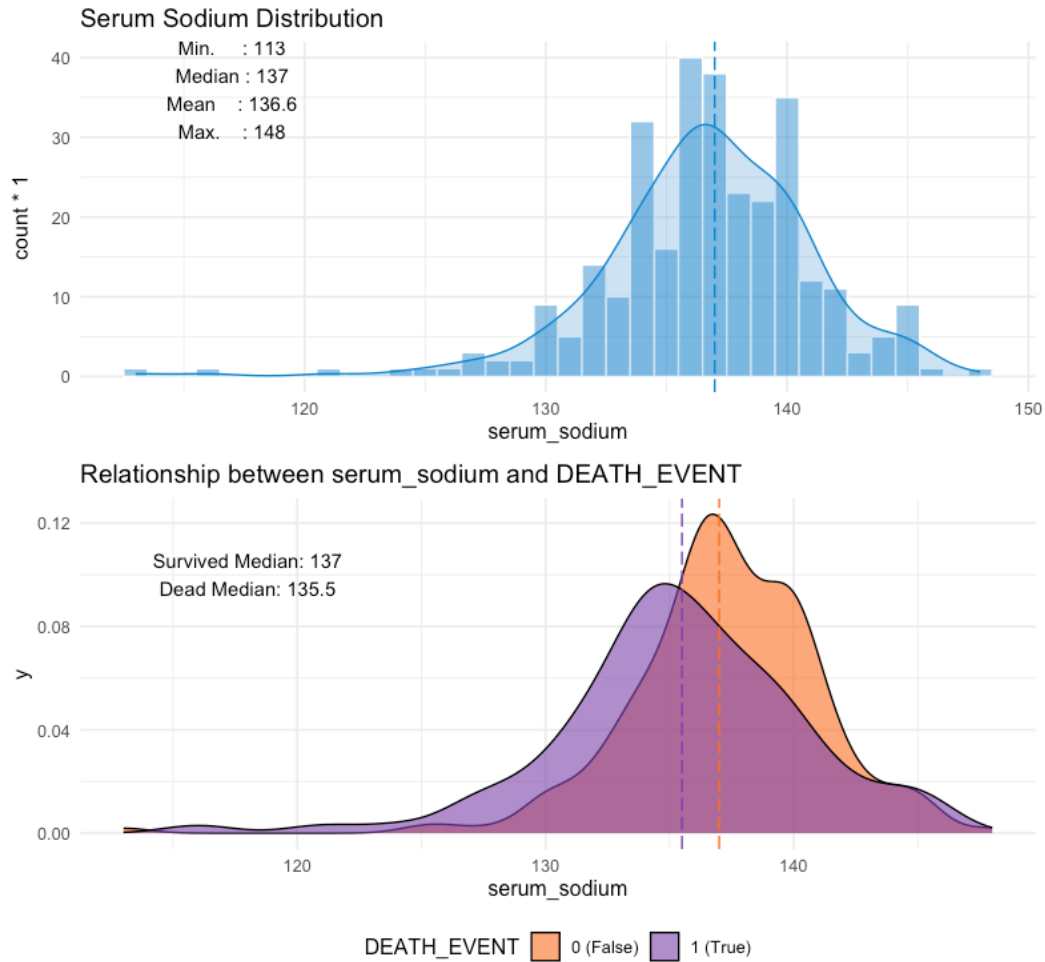 Serum Sodium Distribution
Min. : 113
Median : 137
Mean : 136.6
Max. : 148
40
30
20
10
0
count * 1
120 130 140 150
serum_sodium
Relationship between serum_sodium and DEATH_EVENT
Survived Median: 137
Dead Median: 135.5
0.12
0.08
0.04
0.00
y
120 130 140
serum_sodium
DEATH_EVENT 0 (False) 1 (True)